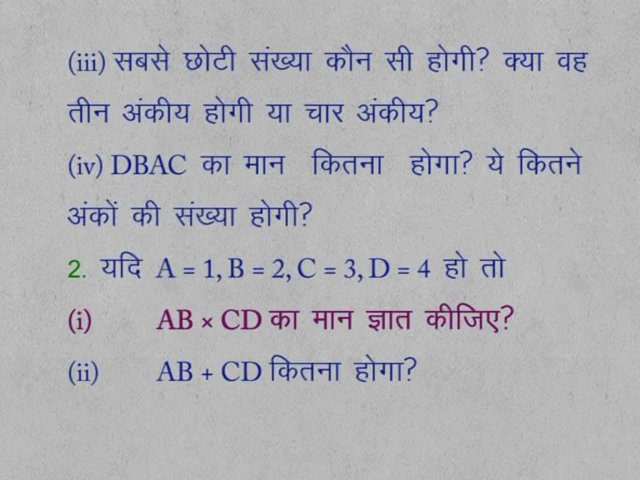 (iii) सबसे छोटी संख्या कौन सी होगी? क्या वह
तीन अंकीय होगी या चार अंकीय?
(iv) DBAC का मान कितना होगा? ये कितने
अंकों की संख्या होगी?
2. यदि A = 1, B = 2, C = 3, D = 4 हो तो
(i) AB × CD का मान ज्ञात कीजिए?
(ii) AB + CD कितना होगा?